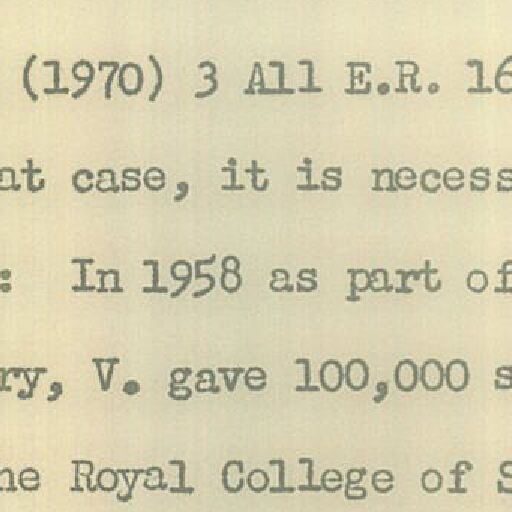 (1970) 3 All E.R. 16
at case, it is necess
: In 1958 as part of
ry, V. gave 100,000 s
he Royal College of S